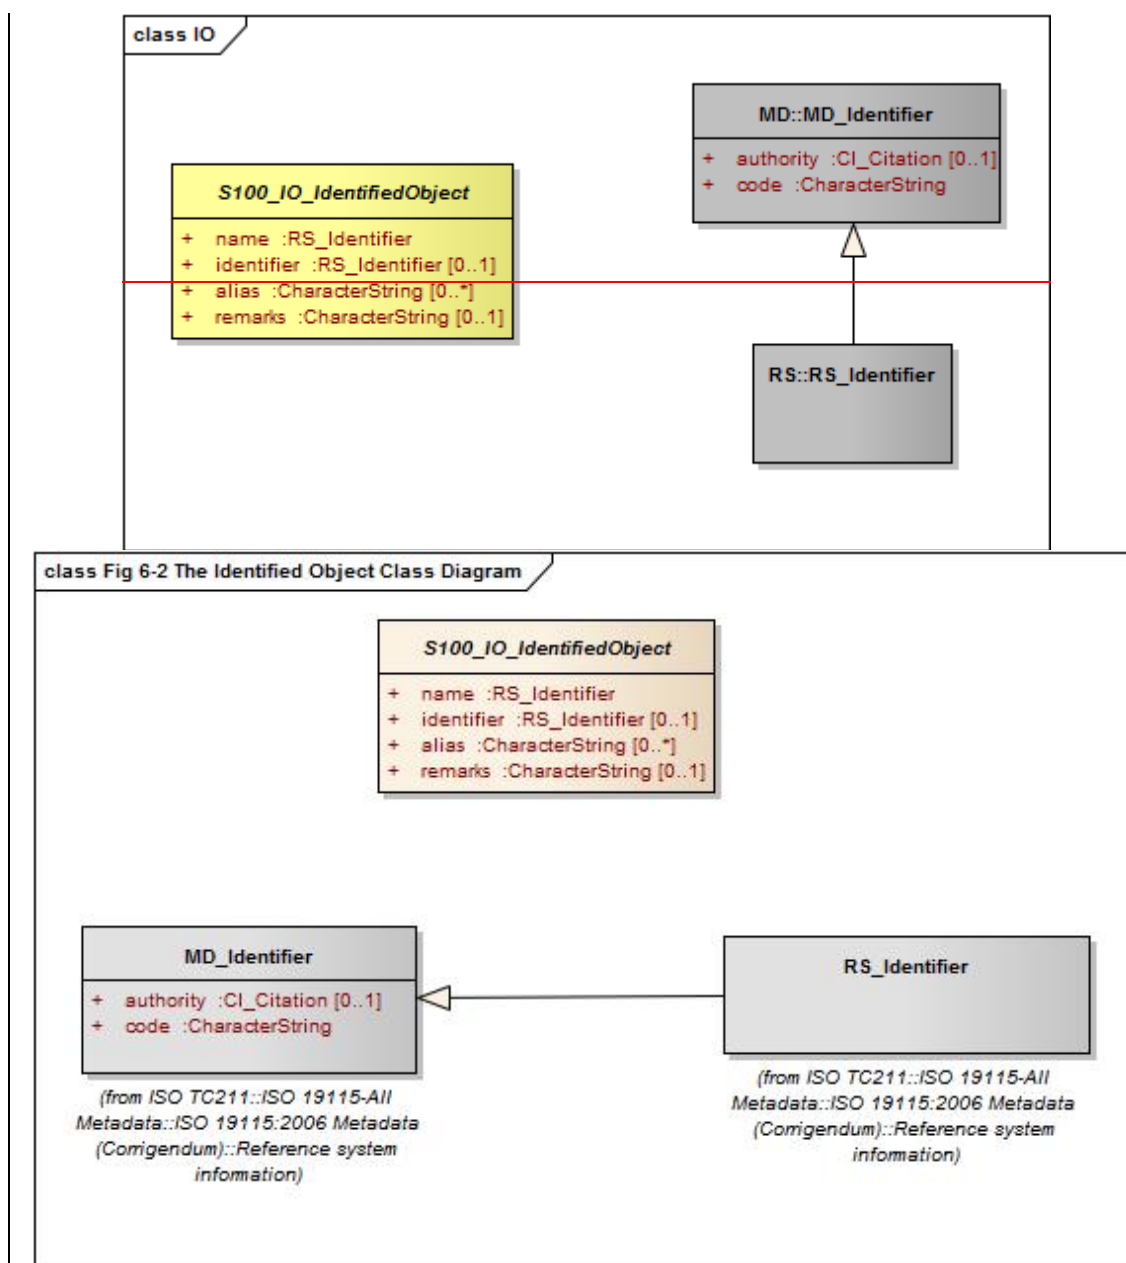 class IO
MD::MD_Identifier
+ authority :CI_Citation [0..1]
+ code :CharacterString
S100_IO_IdentifiedObject
+ name :RS_Identifier
+ identifier :RS_Identifier [0..1]
+ alias :CharacterString [0..*]
+ remarks :CharacterString [0..1]
RS::RS_Identifier
class Fig 6-2 The Identified Object Class Diagram
S100_IO_IdentifiedObject
+ name :RS_Identifier
+ identifier :RS_Identifier [0..1]
+ alias :CharacterString [0..*]
+ remarks :CharacterString [0..1]
MD_Identifier
+ authority :CI_Citation [0..1]
+ code :CharacterString
(from ISO TC211::ISO 19115-All
Metadata::ISO 19115:2006 Metadata
(Corrigendum)::Reference system
information)
RS_Identifier
(from ISO TC211::ISO 19115-All
Metadata::ISO 19115:2006 Metadata
(Corrigendum)::Reference system
information)